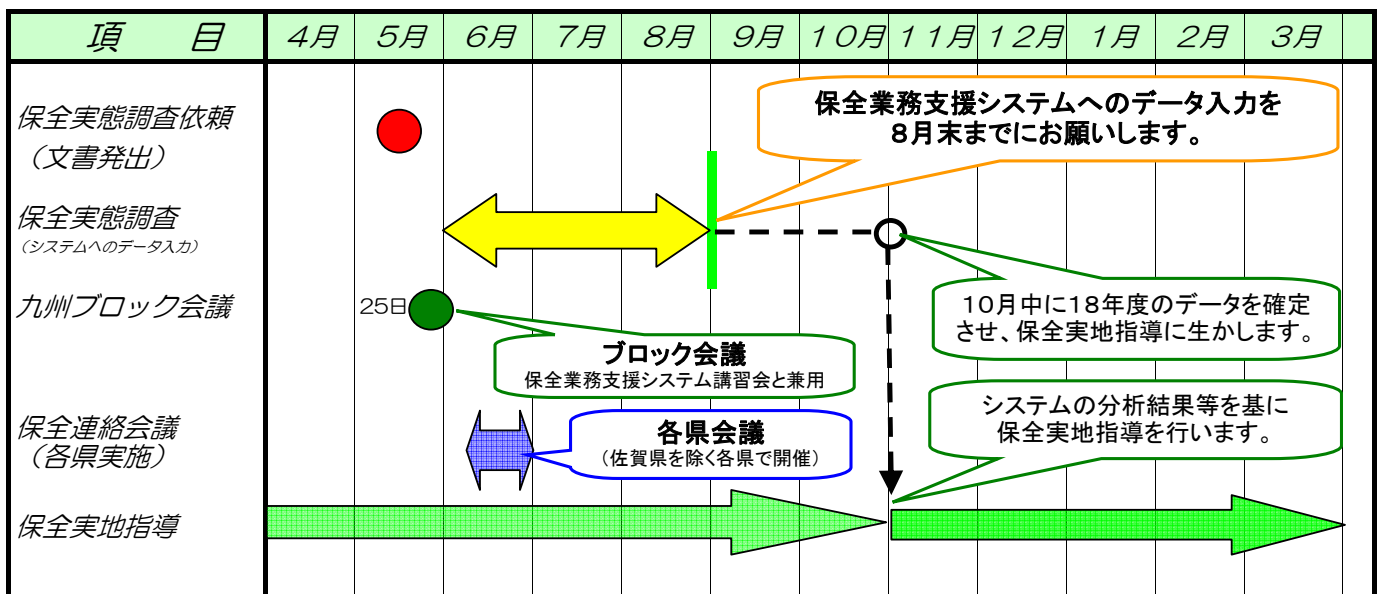 項　目 4月 5月 6月 7月 8月 9月 10月 11月 12月 1月 2月 3月
保全実態調査依頼
（文書発出）
保全業務支援システムへのデータ入力を
8月末までにお願いします。
保全実態調査
（システムへのデータ入力）
10月中に18年度のデータを確定
させ、保全実地指導に生かします。
九州ブロック会議
25日
ブロック会議
保全業務支援システム講習会と兼用
保全連絡会議
（各県実施）
各県会議
（佐賀県を除く各県で開催）
システムの分析結果等を基に
保全実地指導を行います。
保全実地指導